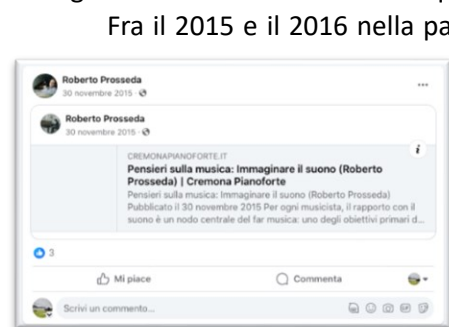 Fra il 2015 e il 2016 nella pa
Roberto Prosseda
30 novembre 2015 ·
Roberto Prosseda
30 novembre 2015 ·
CREMONAPIANOFORTE.IT
Pensieri sulla musica: Immaginare il suono (Roberto
Prosseda) | Cremona Pianoforte
Pensieri sulla musica: Immaginare il suono (Roberto Prosseda)
Pubblicato il 30 novembre 2015 Per ogni musicista, il rapporto con il
suono è un nodo centrale del far musica: uno degli obiettivi primari d...
3
Mi piace Commenta
Scrivi un commento...